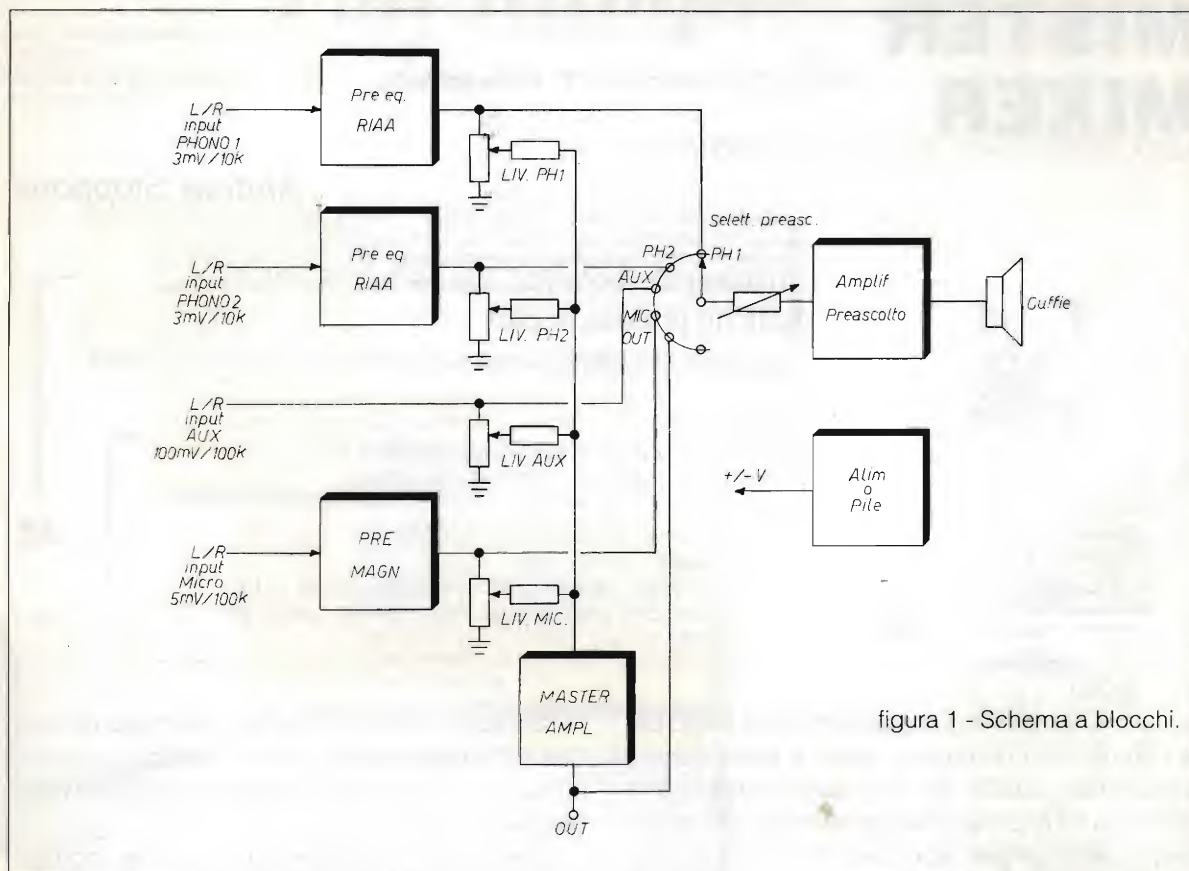 L/R
input
PHONO 1
3mV/10k
Pre eq.
RIAA
LIV. PH1
L/R
input
PHONO2
3mV/10k
Pre eq.
RIAA
LIV. PH2
L/R
input
AUX
100mV/100k
LIV AUX
L/R
input
Micro
5mV/100k
PRE
MAGN
LIV. MIC.
MASTER
AMPL
OUT
Selett. preasc.
PH2
PH1
AUX
MIC
OUT
Amplif
Preascolto
Cuffie
+/-V
Alim
o
Pile
figura 1 - Schema a blocchi.